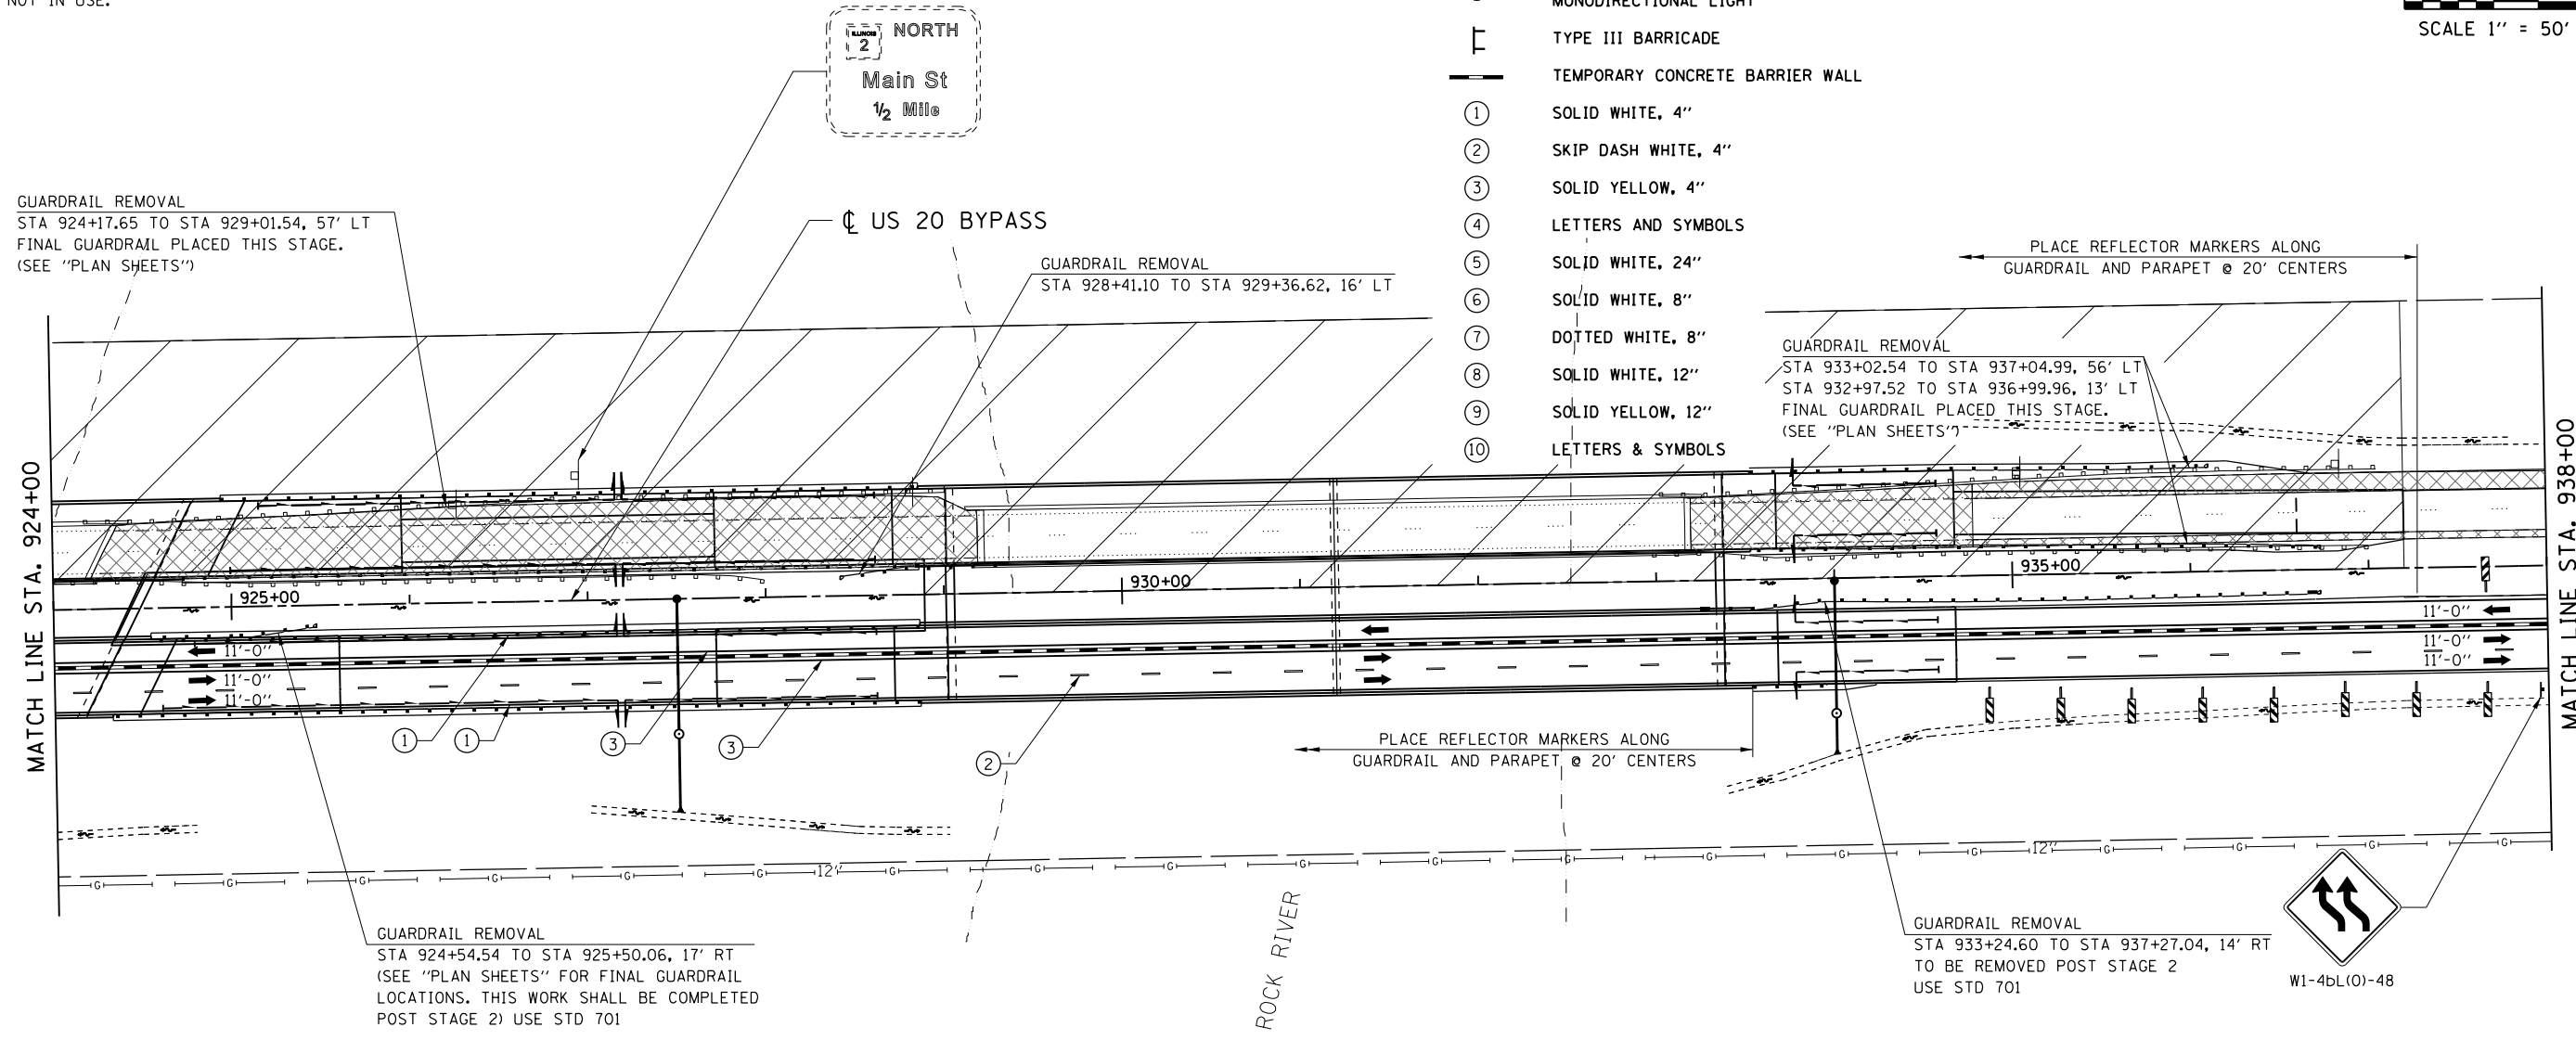 NOT IN USE.
MONODIRECTIONAL LIGHT
TYPE III BARRICADE
TEMPORARY CONCRETE BARRIER WALL
1 SOLID WHITE, 4"
2 SKIP DASH WHITE, 4"
3 SOLID YELLOW, 4"
4 LETTERS AND SYMBOLS
5 SOLID WHITE, 24"
6 SOLID WHITE, 8"
7 DOTTED WHITE, 8"
8 SOLID WHITE, 12"
9 SOLID YELLOW, 12"
10 LETTERS & SYMBOLS
SCALE 1" = 50'
ILLINOIS
2
NORTH
Main St
1/2 Mile
GUARDRAIL REMOVAL
STA 924+17.65 TO STA 929+01.54, 57' LT
FINAL GUARDRAIL PLACED THIS STAGE.
(SEE "PLAN SHEETS")
℄ US 20 BYPASS
GUARDRAIL REMOVAL
STA 928+41.10 TO STA 929+36.62, 16' LT
PLACE REFLECTOR MARKERS ALONG
GUARDRAIL AND PARAPET @ 20' CENTERS
GUARDRAIL REMOVAL
STA 933+02.54 TO STA 937+04.99, 56' LT
STA 932+97.52 TO STA 936+99.96, 13' LT
FINAL GUARDRAIL PLACED THIS STAGE.
(SEE "PLAN SHEETS")
MATCH LINE STA. 924+00
MATCH LINE STA. 938+00
925+00
930+00
935+00
11'-0"
11'-0"
11'-0"
11'-0"
11'-0"
11'-0"
1
1
3
3
2
PLACE REFLECTOR MARKERS ALONG
GUARDRAIL AND PARAPET @ 20' CENTERS
G G G G G G 12" G G G G G G G G 12" G G G G
ROCK RIVER
GUARDRAIL REMOVAL
STA 924+54.54 TO STA 925+50.06, 17' RT
(SEE "PLAN SHEETS" FOR FINAL GUARDRAIL
LOCATIONS. THIS WORK SHALL BE COMPLETED
POST STAGE 2) USE STD 701
GUARDRAIL REMOVAL
STA 933+24.60 TO STA 937+27.04, 14' RT
TO BE REMOVED POST STAGE 2
USE STD 701
W1-4bL(O)-48